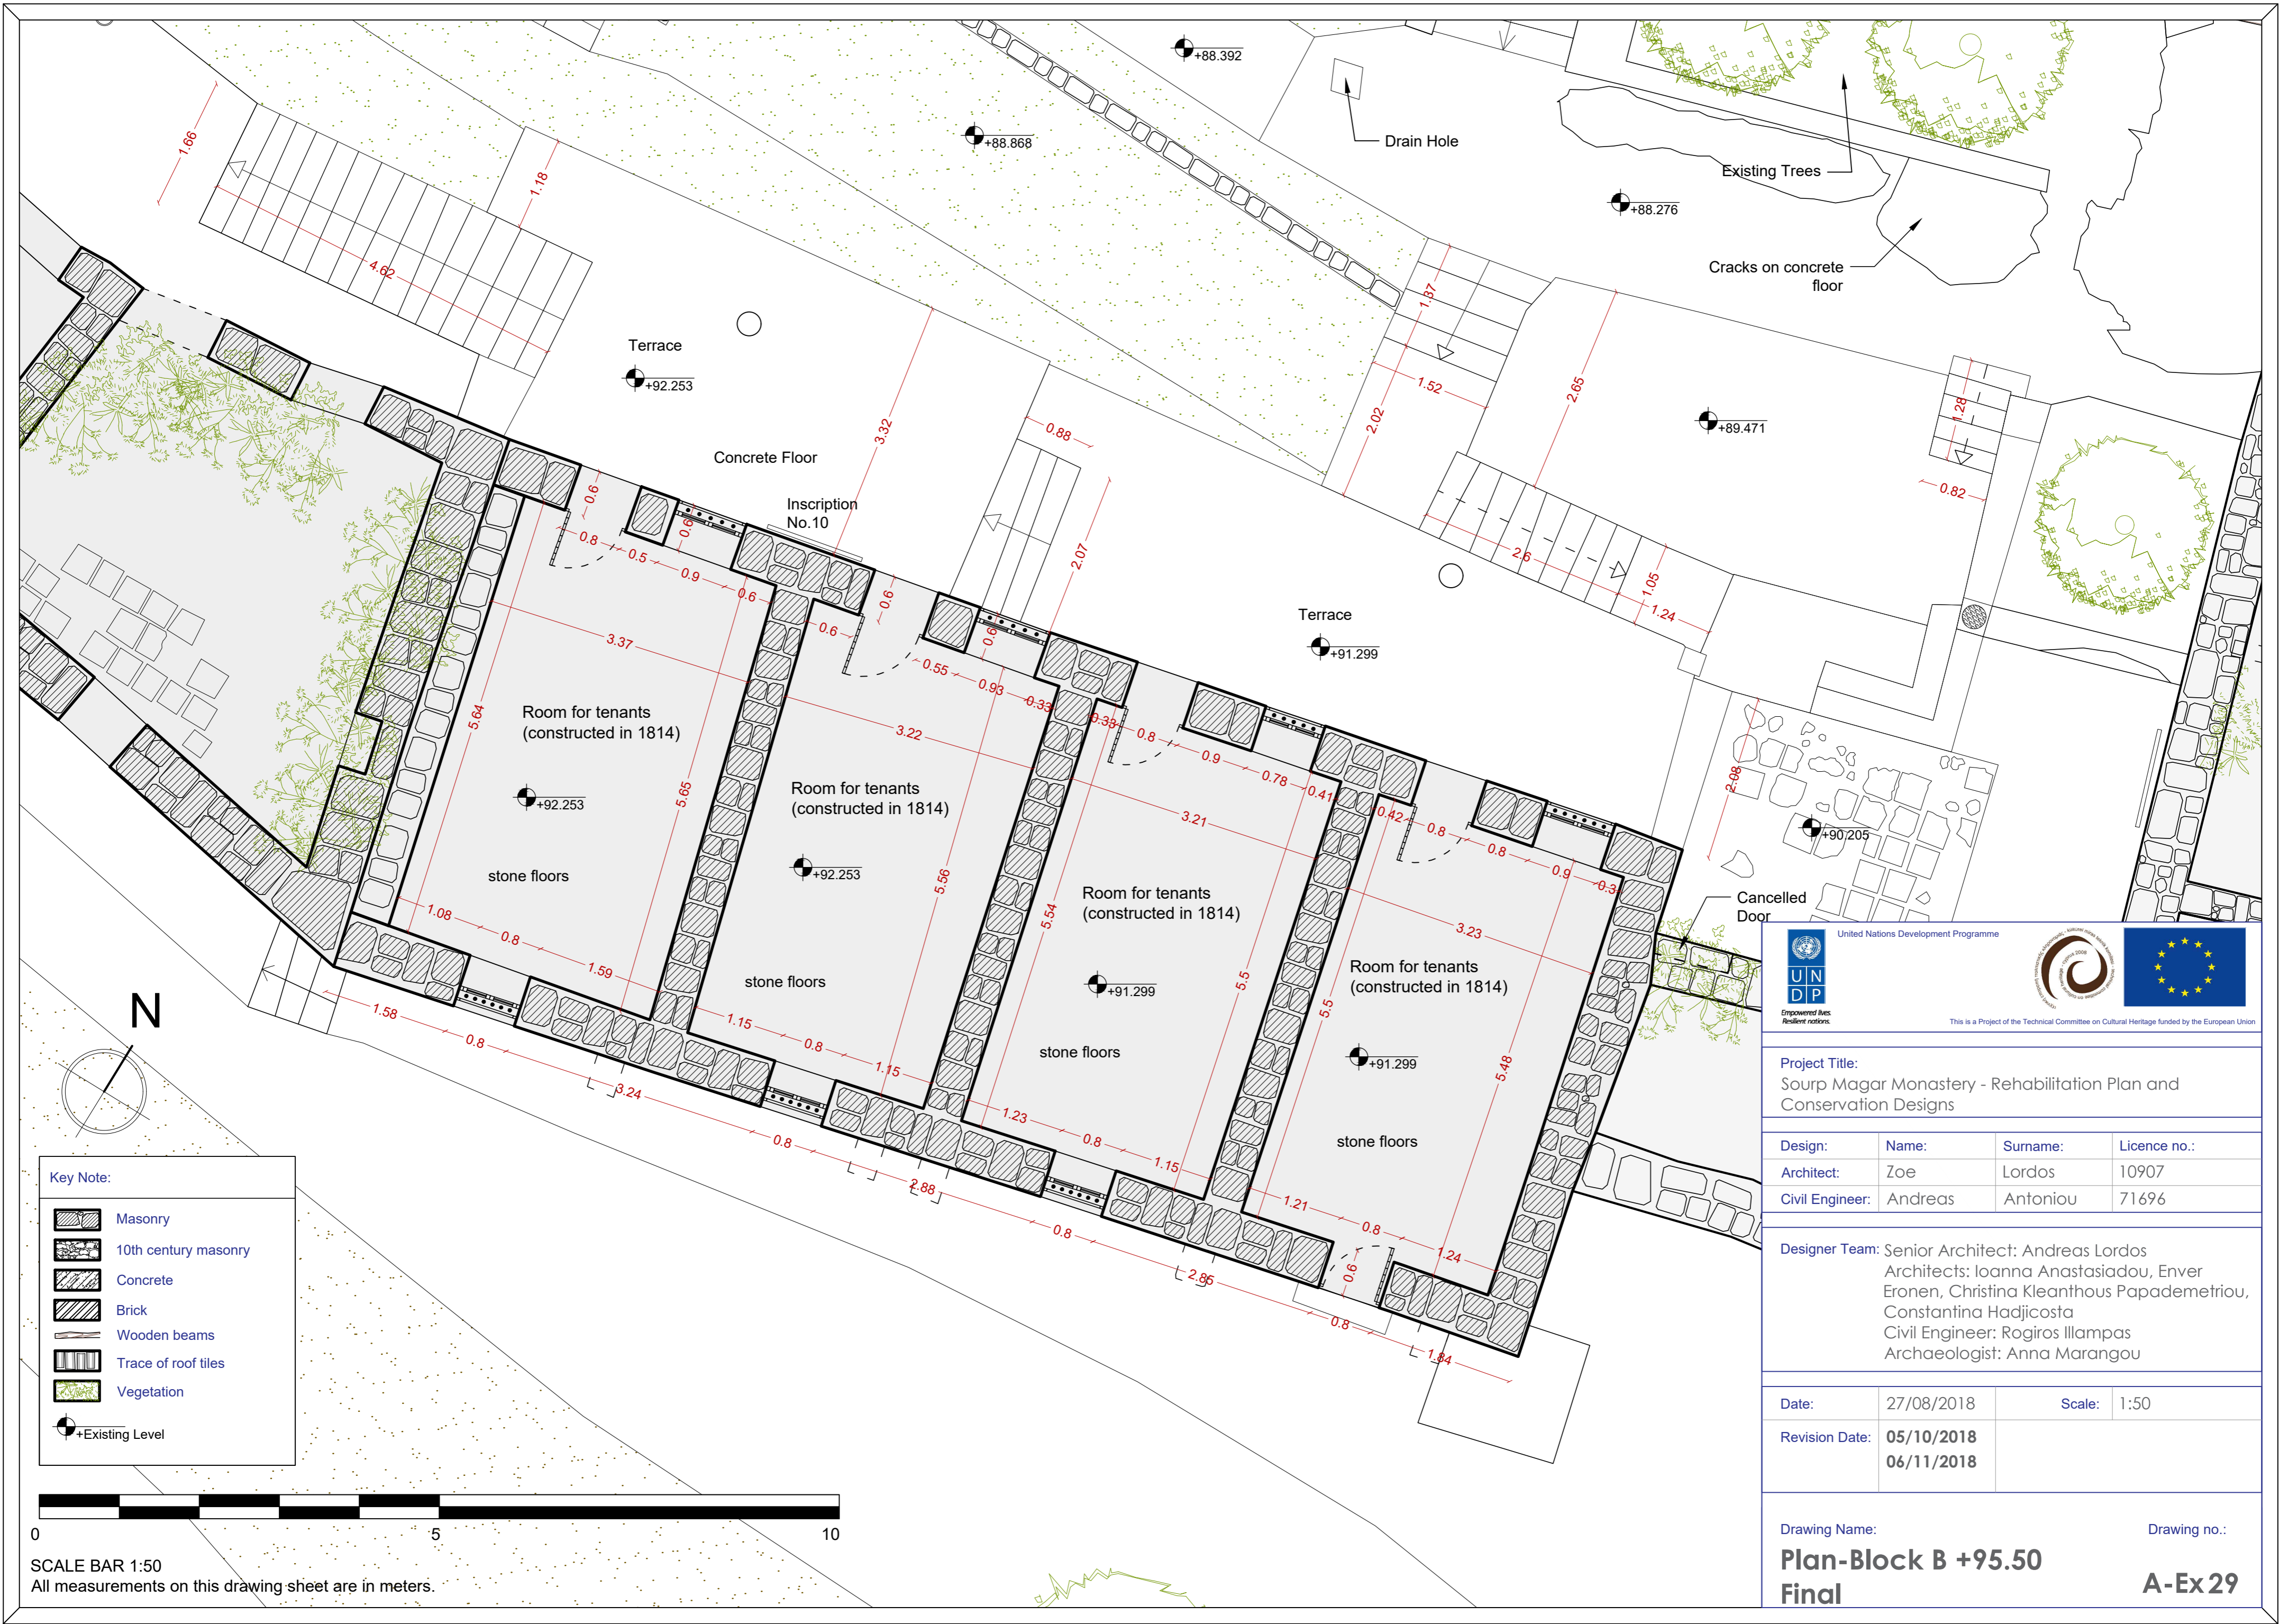 +88.392
Drain Hole
+88.868
Existing Trees
+88.276
Cracks on concrete
floor
1.66
1.18
4.62
Terrace
+92.253
3.32
Concrete Floor
Inscription
No.10
0.88
2.07
1.37
1.52
2.02
2.65
+89.471
1.28
0.82
2.6
1.05
1.24
Terrace
+91.299
2.08
+90.205
Cancelled
Door
0.6
0.8
0.5
0.6
0.9
0.6
3.37
5.64
5.65
Room for tenants
(constructed in 1814)
+92.253
stone floors
1.08
0.8
1.59
0.6
0.6
0.55
0.6
0.93
0.33
3.22
5.56
Room for tenants
(constructed in 1814)
+92.253
stone floors
1.15
0.8
1.15
0.33
0.8
0.9
0.78
0.41
3.21
5.54
5.5
Room for tenants
(constructed in 1814)
+91.299
stone floors
1.23
0.8
1.15
0.42
0.8
0.8
0.9
0.3
3.23
5.5
5.48
Room for tenants
(constructed in 1814)
+91.299
stone floors
1.21
0.8
1.24
0.6
1.58
0.8
3.24
0.8
2.88
0.8
2.85
0.8
1.84
N
Key Note:
Masonry
10th century masonry
Concrete
Brick
Wooden beams
Trace of roof tiles
Vegetation
+Existing Level
0 5 10
SCALE BAR 1:50
All measurements on this drawing sheet are in meters.
United Nations Development Programme
U N
D P
Empowered lives.
Resilient nations.
This is a Project of the Technical Committee on Cultural Heritage funded by the European Union
Project Title:
Sourp Magar Monastery - Rehabilitation Plan and
Conservation Designs
Design: Name: Surname: Licence no.:
Architect: Zoe Lordos 10907
Civil Engineer: Andreas Antoniou 71696
Designer Team: Senior Architect: Andreas Lordos
Architects: Ioanna Anastasiadou, Enver
Eronen, Christina Kleanthous Papademetriou,
Constantina Hadjicosta
Civil Engineer: Rogiros Illampas
Archaeologist: Anna Marangou
Date: 27/08/2018 Scale: 1:50
Revision Date: 05/10/2018
06/11/2018
Drawing Name: Drawing no.:
Plan-Block B +95.50
Final
A-Ex 29